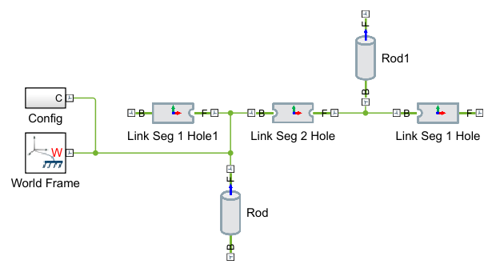 F
Rod1
B
C
Config
B F B F B F
Link Seg 1 Hole1 Link Seg 2 Hole Link Seg 1 Hole
W
World Frame
F
Rod
B